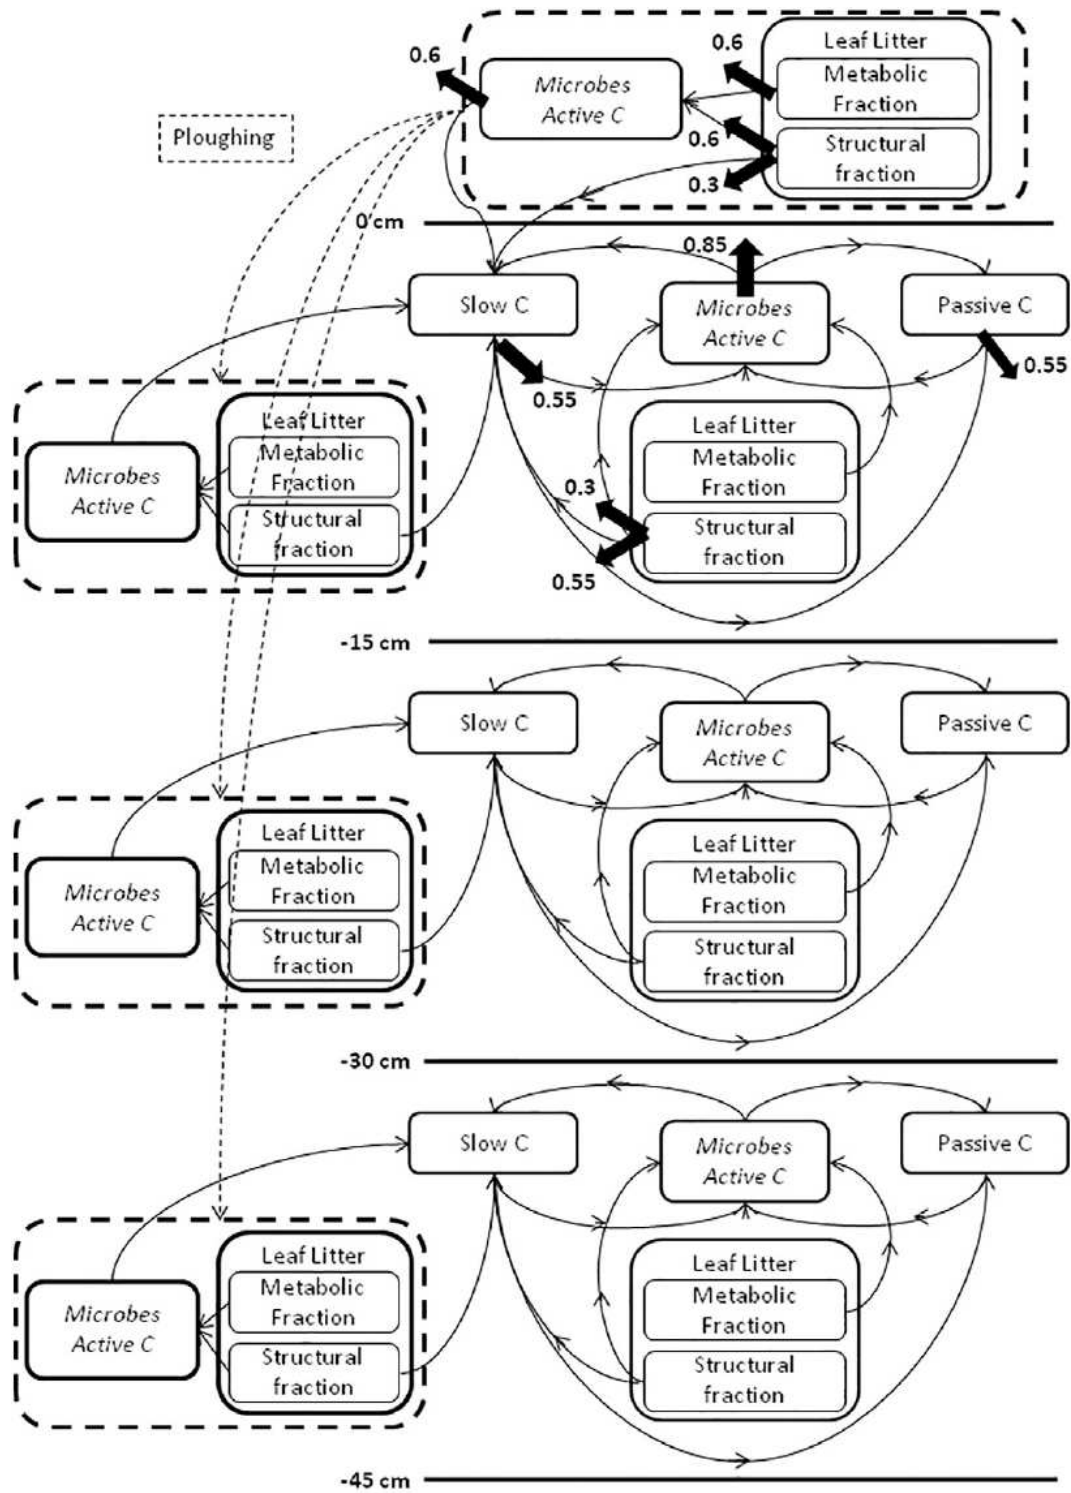 0.6
Microbes
Active C
0.6
Leaf Litter
Metabolic
Fraction
0.6
Structural
fraction
0.3
Ploughing
0 cm
0.85
Slow C
Microbes
Active C
Passive C
0.55
0.55
Leaf Litter
Metabolic
Fraction
Structural
fraction
Microbes
Active C
Leaf Litter
Metabolic
Fraction
0.3
Structural
fraction
0.55
-15 cm
Slow C
Microbes
Active C
Passive C
Leaf Litter
Metabolic
Fraction
Structural
fraction
Microbes
Active C
Leaf Litter
Metabolic
Fraction
Structural
fraction
-30 cm
Slow C
Microbes
Active C
Passive C
Leaf Litter
Metabolic
Fraction
Structural
fraction
Microbes
Active C
Leaf Litter
Metabolic
Fraction
Structural
fraction
-45 cm